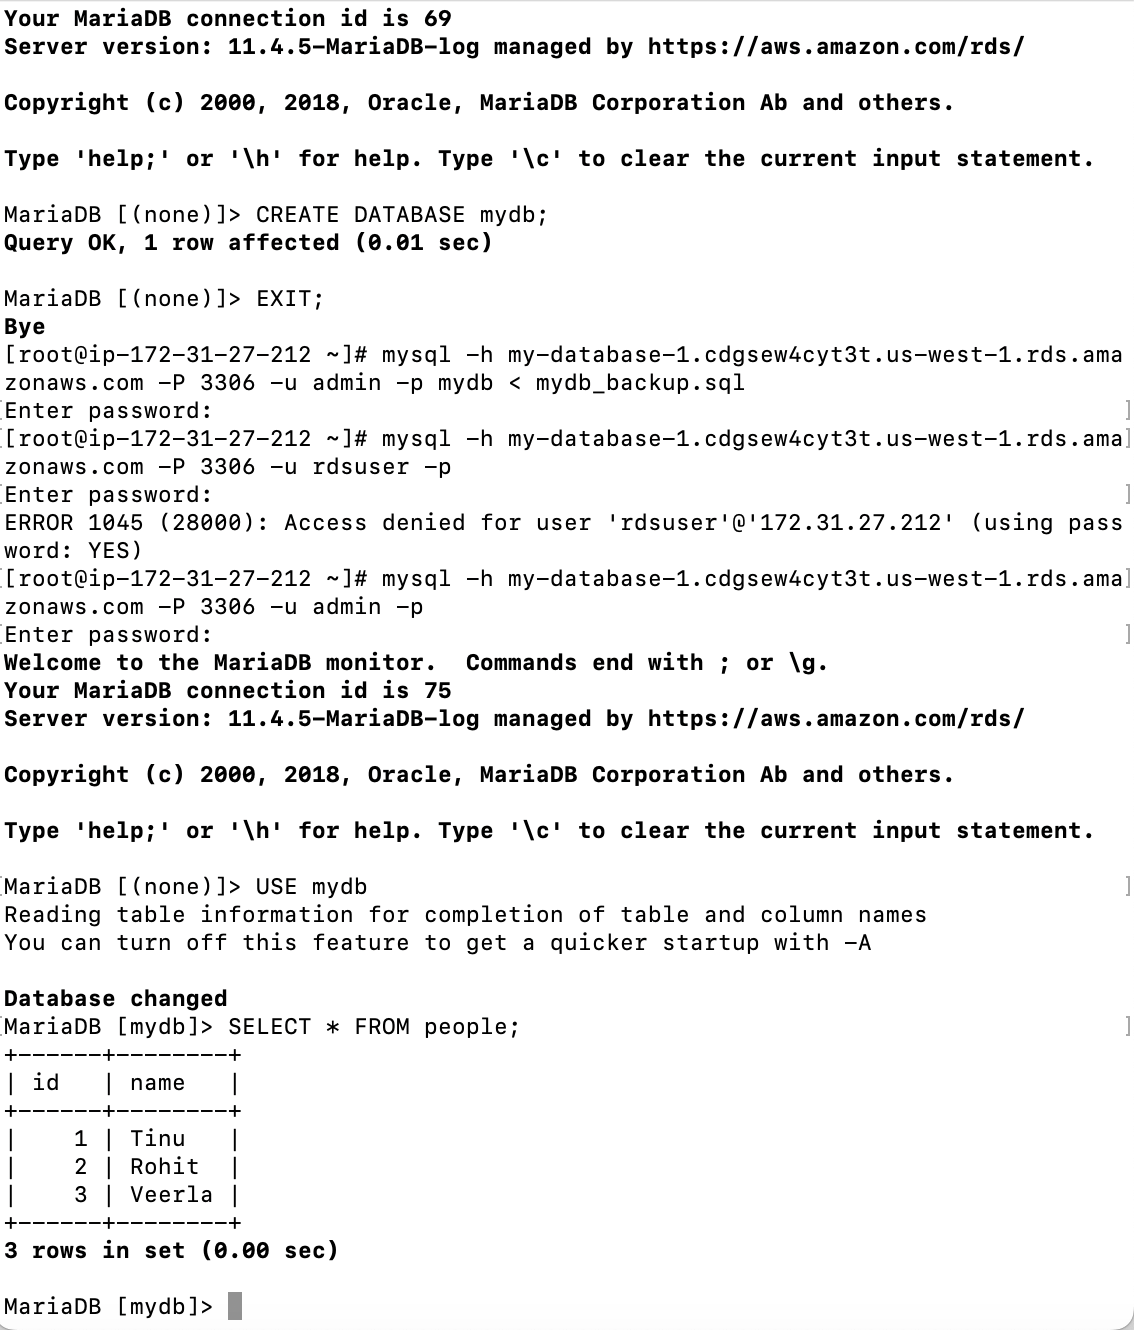 Your MariaDB connection id is 69
Server version: 11.4.5-MariaDB-log managed by https://aws.amazon.com/rds/
Copyright (c) 2000, 2018, Oracle, MariaDB Corporation Ab and others.
Type 'help;' or '\h' for help. Type '\c' to clear the current input statement.
MariaDB [(none)]> CREATE DATABASE mydb;
Query OK, 1 row affected (0.01 sec)
MariaDB [(none)]> EXIT;
Bye
[root@ip-172-31-27-212 ~]# mysql -h my-database-1.cdgsew4cyt3t.us-west-1.rds.ama
zonaws.com -P 3306 -u admin -p mydb < mydb_backup.sql
[Enter password: ]
[[root@ip-172-31-27-212 ~]# mysql -h my-database-1.cdgsew4cyt3t.us-west-1.rds.ama]
zonaws.com -P 3306 -u rdsuser -p
[Enter password: ]
ERROR 1045 (28000): Access denied for user 'rdsuser'@'172.31.27.212' (using pass
word: YES)
[[root@ip-172-31-27-212 ~]# mysql -h my-database-1.cdgsew4cyt3t.us-west-1.rds.ama]
zonaws.com -P 3306 -u admin -p
[Enter password: ]
Welcome to the MariaDB monitor.  Commands end with ; or \g.
Your MariaDB connection id is 75
Server version: 11.4.5-MariaDB-log managed by https://aws.amazon.com/rds/
Copyright (c) 2000, 2018, Oracle, MariaDB Corporation Ab and others.
Type 'help;' or '\h' for help. Type '\c' to clear the current input statement.
[MariaDB [(none)]> USE mydb ]
Reading table information for completion of table and column names
You can turn off this feature to get a quicker startup with -A
Database changed
[MariaDB [mydb]> SELECT * FROM people; ]
+------+--------+
| id   | name   |
+------+--------+
|    1 | Tinu   |
|    2 | Rohit  |
|    3 | Veerla |
+------+--------+
3 rows in set (0.00 sec)
MariaDB [mydb]>